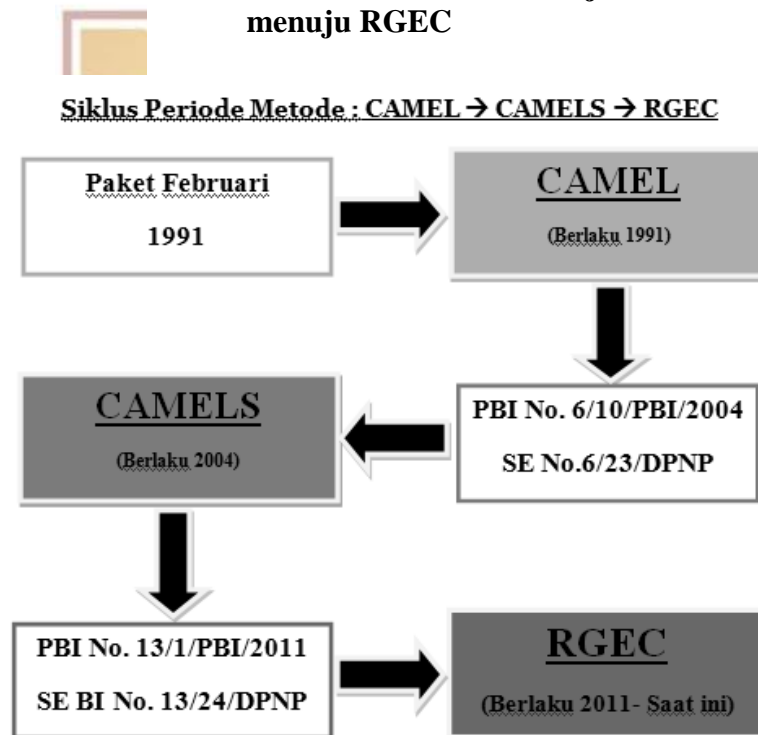 menuju RGEC
Siklus Periode Metode : CAMEL → CAMELS → RGEC
Paket Februari
1991
CAMEL
(Berlaku 1991)
PBI No. 6/10/PBI/2004
SE No.6/23/DPNP
CAMELS
(Berlaku 2004)
PBI No. 13/1/PBI/2011
SE BI No. 13/24/DPNP
RGEC
(Berlaku 2011- Saat ini)